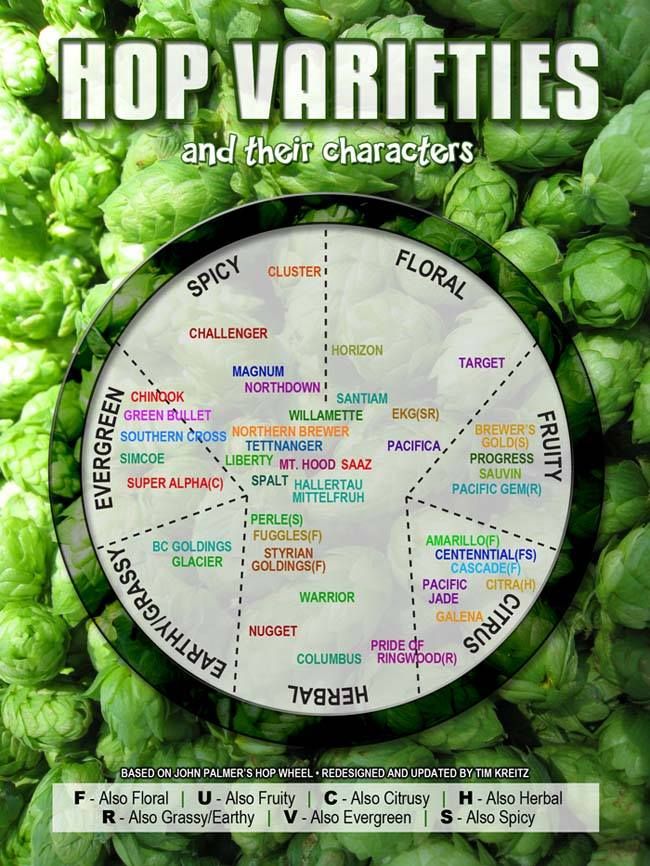 HOP VARIETIES
and their characters
SPICY
FLORAL
CLUSTER
CHALLENGER
HORIZON
TARGET
MAGNUM
NORTHDOWN
CHINOOK
SANTIAM
GREEN BULLET
WILLAMETTE
EKG(SR)
FRUITY
EVERGREEN
SOUTHERN CROSS
NORTHERN BREWER
BREWER'S
GOLD(S)
TETTNANGER
PACIFICA
SIMCOE
LIBERTY
MT. HOOD
SAAZ
PROGRESS
SAUVIN
SUPER ALPHA(C)
SPALT
HALLERTAU
MITTELFRUH
PACIFIC GEM(R)
PERLE(S)
FUGGLES(F)
BC GOLDINGS
GLACIER
STYRIAN
GOLDINGS(F)
AMARILLO(F)
CENTENNTIAL(FS)
CASCADE(F)
PACIFIC
JADE
CITRA(H)
WARRIOR
GALENA
CITRUS
EARTHY/GRASSY
NUGGET
COLUMBUS
PRIDE OF
RINGWOOD(R)
HERBAL
BASED ON JOHN PALMER'S HOP WHEEL • REDESIGNED AND UPDATED BY TIM KREITZ
F - Also Floral | U - Also Fruity | C - Also Citrusy | H - Also Herbal
R - Also Grassy/Earthy | V - Also Evergreen | S - Also Spicy